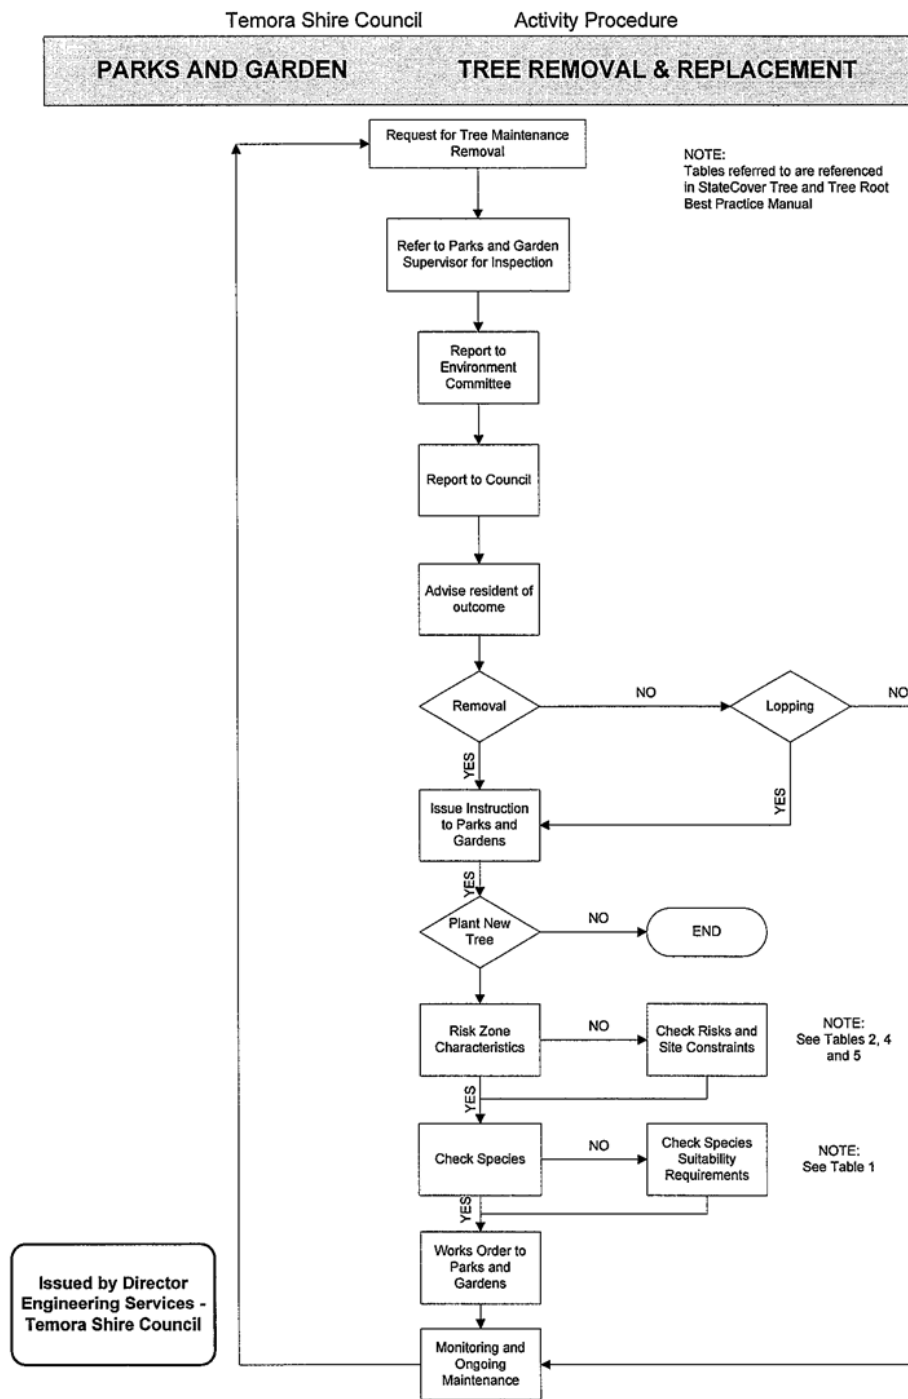 Temora Shire Council Activity Procedure
PARKS AND GARDEN TREE REMOVAL & REPLACEMENT
Request for Tree Maintenance
Removal
NOTE:
Tables referred to are referenced
in StateCover Tree and Tree Root
Best Practice Manual
Refer to Parks and Garden
Supervisor for Inspection
Report to
Environment
Committee
Report to Council
Advise resident of
outcome
Removal
NO
Lopping
NO
YES
YES
Issue Instruction
to Parks and
Gardens
YES
Plant New
Tree
NO
END
Risk Zone
Characteristics
NO
Check Risks and
Site Constraints
NOTE:
See Tables 2, 4
and 5
YES
Check Species
NO
Check Species
Suitability
Requirements
NOTE:
See Table 1
YES
Works Order to
Parks and
Gardens
Issued by Director
Engineering Services -
Temora Shire Council
Monitoring and
Ongoing
Maintenance